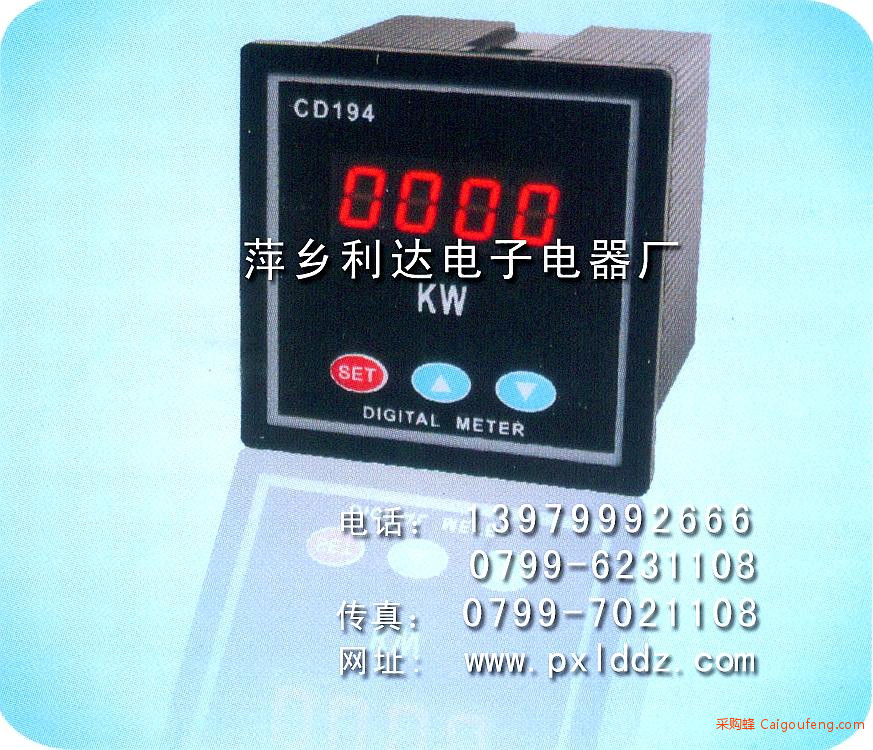 CD194
0000
萍乡利达电子电器厂
KW
SET
DIGITAL METER
电话: 13979992666
0799-6231108
传真: 0799-7021108
网址: www.pxlddz.com
采购蜂 Caigoufeng.com